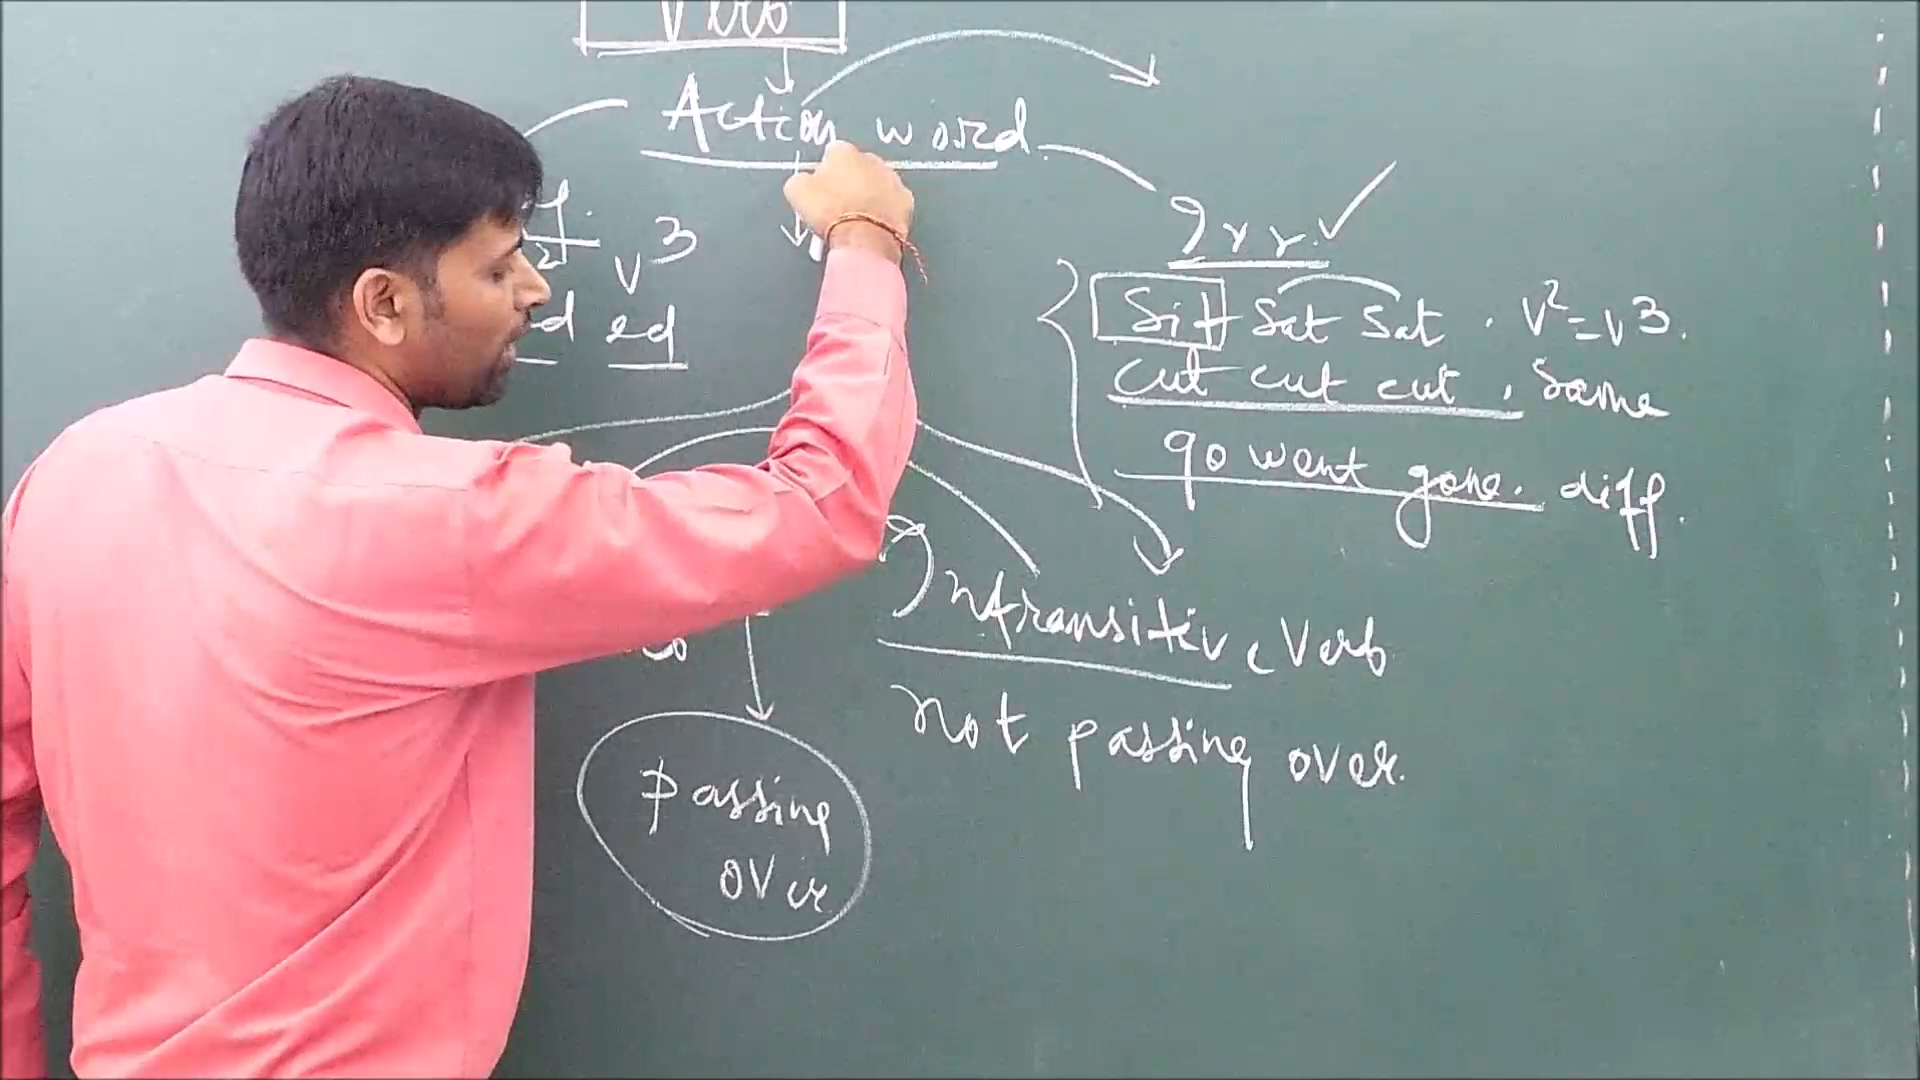 Verb
Action word.
Irr.
V3
ed
Sit Sat Sat . V²=V3.
cut cut cut . Same
go went gone. diff.
Intransitive Verb
not passing over.
passing
over